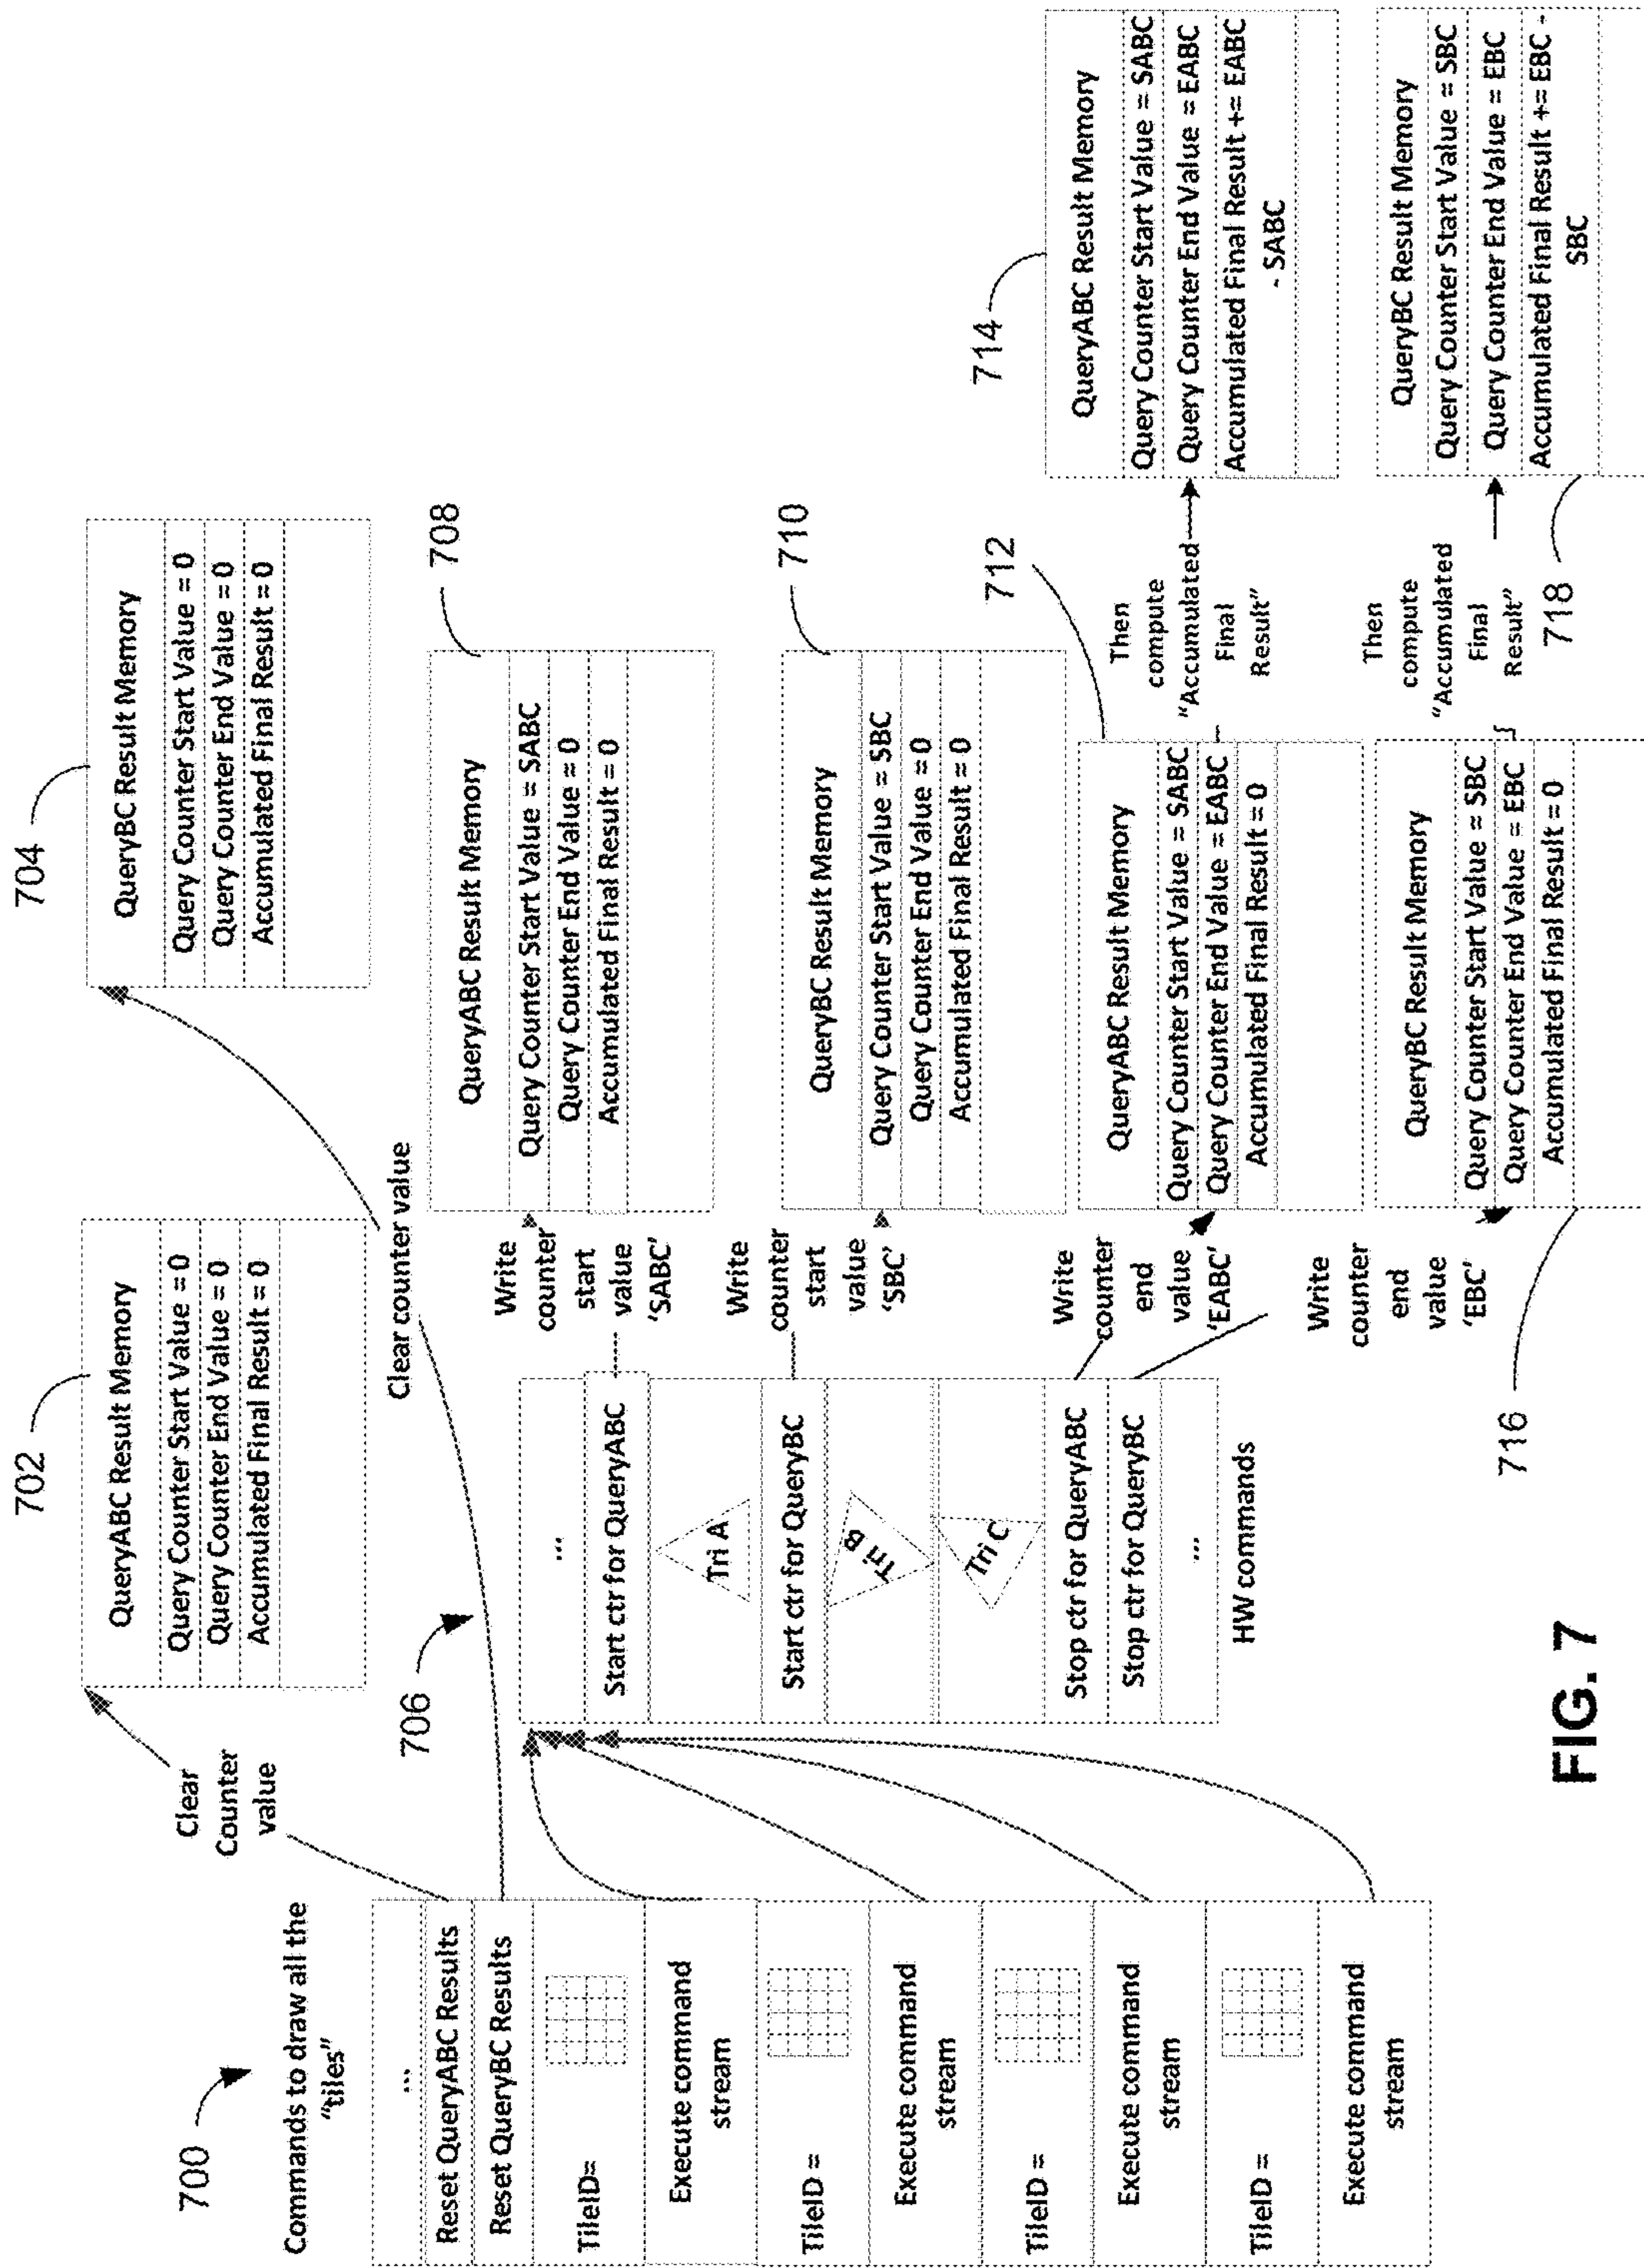 700
Commands to draw all the
"tiles"
...
Reset QueryABC Results
Reset QueryBC Results
TileID=
Execute command
stream
TileID =
Execute command
stream
TileID =
Execute command
stream
TileID =
Execute command
stream
Clear
Counter
value
702
QueryABC Result Memory
Query Counter Start Value = 0
Query Counter End Value = 0
Accumulated Final Result = 0
Clear counter value
704
QueryBC Result Memory
Query Counter Start Value = 0
Query Counter End Value = 0
Accumulated Final Result = 0
706
...
Start ctr for QueryABC
Tri A
Start ctr for QueryBC
Tri B
Tri C
Stop ctr for QueryABC
Stop ctr for QueryBC
...
HW commands
Write
counter
start
value
'SABC'
708
QueryABC Result Memory
Query Counter Start Value = SABC
Query Counter End Value = 0
Accumulated Final Result = 0
Write
counter
start
value
'SBC'
710
QueryBC Result Memory
Query Counter Start Value = SBC
Query Counter End Value = 0
Accumulated Final Result = 0
Write
counter
end
value
'EABC'
712
QueryABC Result Memory
Query Counter Start Value = SABC
Query Counter End Value = EABC
Accumulated Final Result = 0
Then
compute
"Accumulated
Final
Result"
714
QueryABC Result Memory
Query Counter Start Value = SABC
Query Counter End Value = EABC
Accumulated Final Result += EABC
- SABC
Write
counter
end
value
'EBC'
716
QueryBC Result Memory
Query Counter Start Value = SBC
Query Counter End Value = EBC
Accumulated Final Result = 0
Then
compute
"Accumulated
Final
Result"
718
QueryBC Result Memory
Query Counter Start Value = SBC
Query Counter End Value = EBC
Accumulated Final Result += EBC -
SBC
FIG. 7